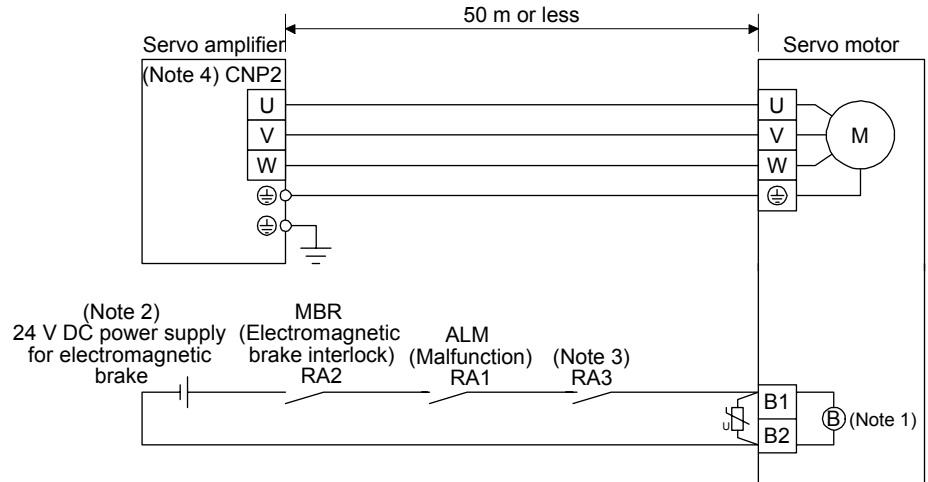 50 m or less
Servo amplifier
Servo motor
(Note 4) CNP2
U
V
W
U
V
W
M
(Note 2)
24 V DC power supply
for electromagnetic
brake
MBR
(Electromagnetic
brake interlock)
RA2
ALM
(Malfunction)
RA1
(Note 3)
RA3
U
B1
B2
B (Note 1)